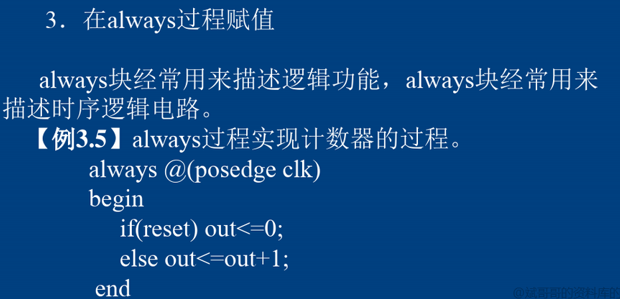 3．在always过程赋值
always块经常用来描述逻辑功能，always块经常用来
描述时序逻辑电路。
【例3.5】always过程实现计数器的过程。
always @(posedge clk)
begin
if(reset) out<=0;
else out<=out+1;
end